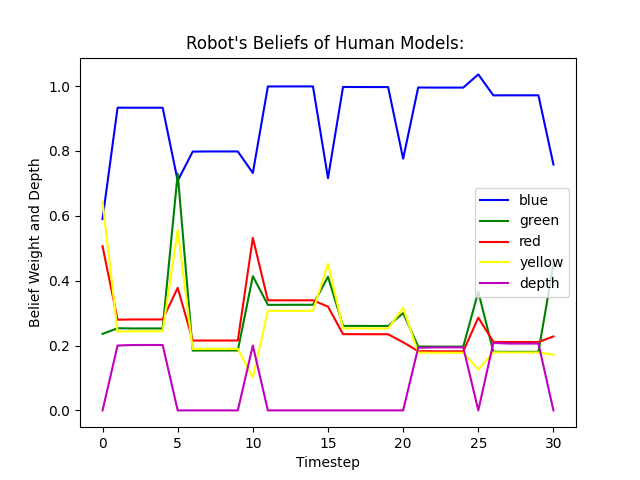 Robot's Beliefs of Human Models:
Belief Weight and Depth
1.0
0.8
0.6
0.4
0.2
0.0
blue
green
red
yellow
depth
0 5 10 15 20 25 30
Timestep